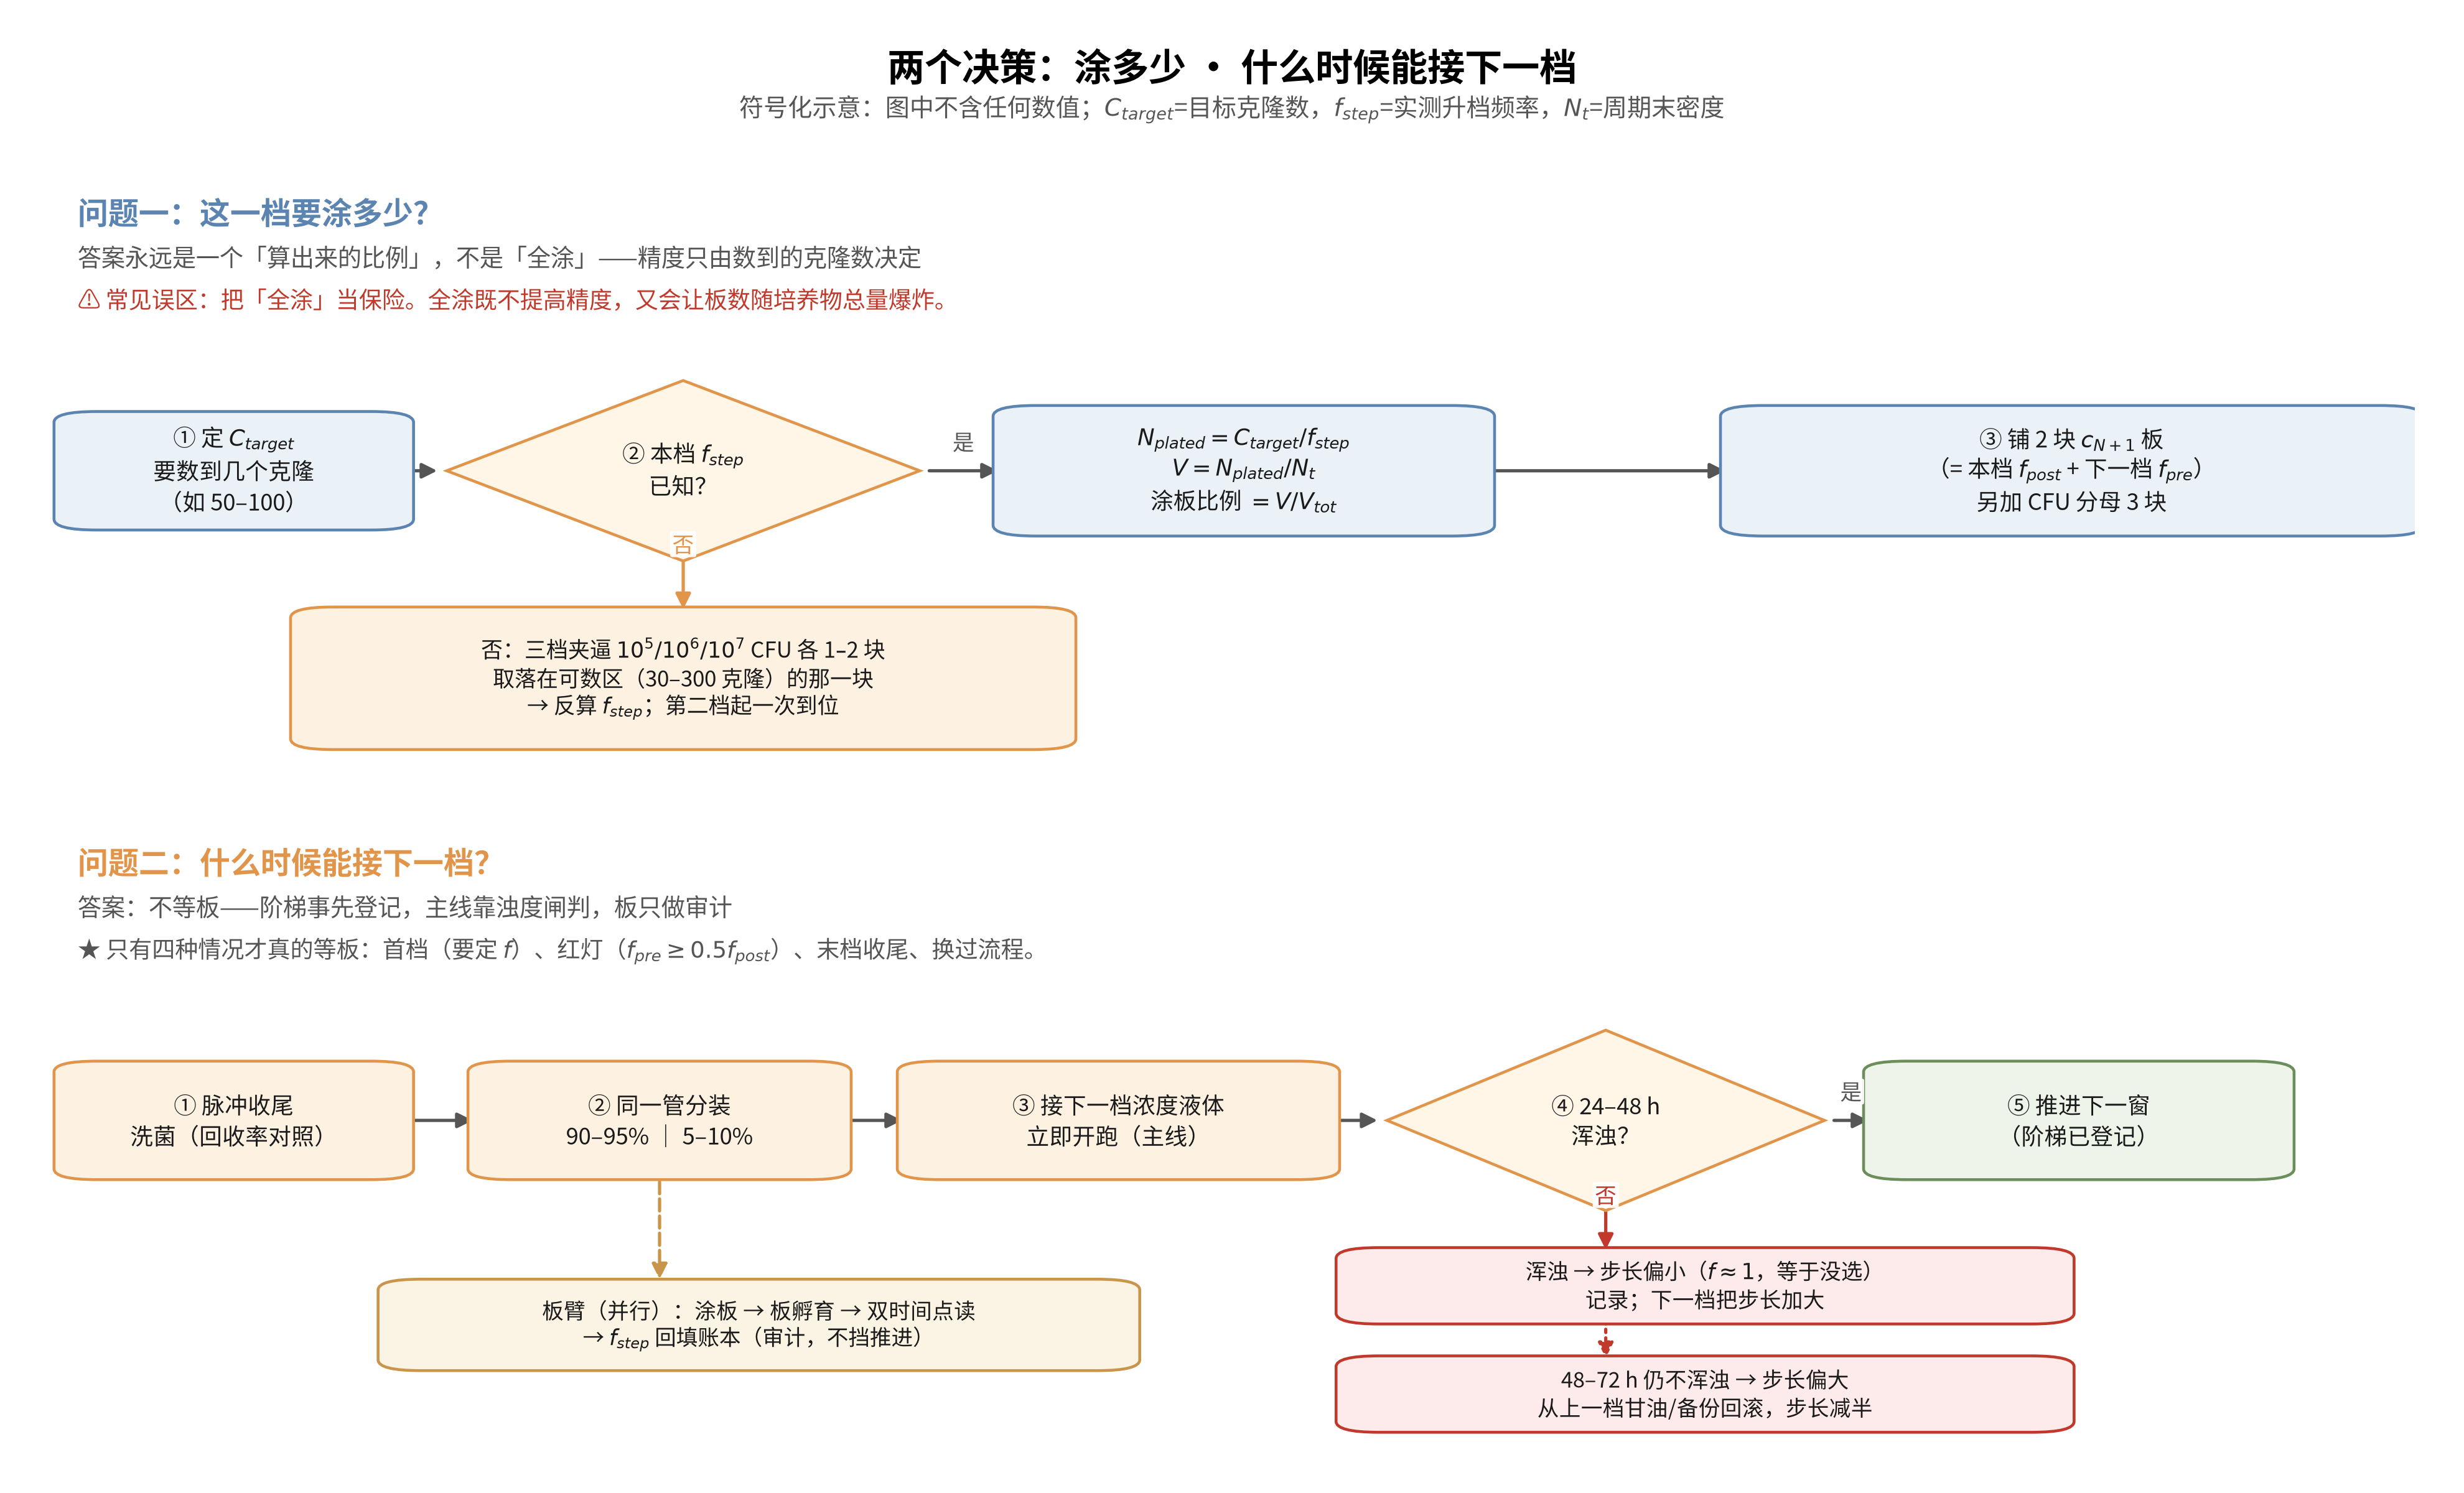 两个决策：涂多少 · 什么时候能接下一档
符号化示意：图中不含任何数值；C_target=目标克隆数，f_step=实测升档频率，N_t=周期末密度
问题一：这一档要涂多少？
答案永远是一个「算出来的比例」，不是「全涂」——精度只由数到的克隆数决定
⚠ 常见误区：把「全涂」当保险。全涂既不提高精度，又会让板数随培养物总量爆炸。
① 定 C_target
要数到几个克隆
（如 50–100）
② 本档 f_step
已知？
是
N_plated = C_target/f_step
V = N_plated/N_t
涂板比例 = V/V_tot
③ 铺 2 块 c_{N+1} 板
（= 本档 f_post + 下一档 f_pre）
另加 CFU 分母 3 块
否
否：三档夹逼 10⁵/10⁶/10⁷ CFU 各 1–2 块
取落在可数区（30–300 克隆）的那一块
→ 反算 f_step；第二档起一次到位
问题二：什么时候能接下一档？
答案：不等板——阶梯事先登记，主线靠浊度闸判，板只做审计
★ 只有四种情况才真的等板：首档（要定 f）、红灯（f_pre ≥ 0.5f_post）、末档收尾、换过流程。
① 脉冲收尾
洗菌（回收率对照）
② 同一管分装
90–95% ｜ 5–10%
③ 接下一档浓度液体
立即开跑（主线）
④ 24–48 h
浑浊？
是
⑤ 推进下一窗
（阶梯已登记）
否
板臂（并行）：涂板 → 板孵育 → 双时间点读
→ f_step 回填账本（审计，不挡推进）
浑浊 → 步长偏小（f ≈ 1，等于没选）
记录；下一档把步长加大
48–72 h 仍不浑浊 → 步长偏大
从上一档甘油/备份回滚，步长减半